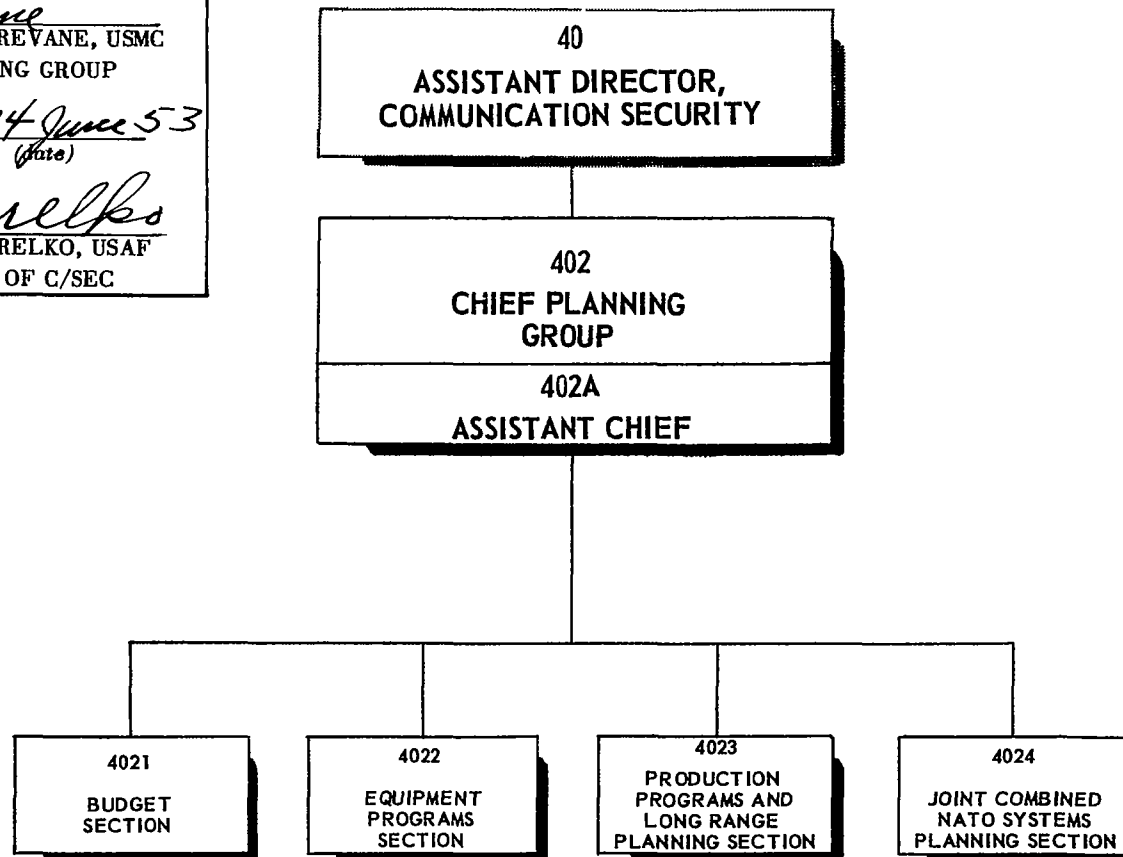 REVANE, USMC
NG GROUP
4 June 53
(date)
relko
RELKO, USAF
OF C/SEC
40
ASSISTANT DIRECTOR,
COMMUNICATION SECURITY
402
CHIEF PLANNING
GROUP
402A
ASSISTANT CHIEF
4021
BUDGET
SECTION
4022
EQUIPMENT
PROGRAMS
SECTION
4023
PRODUCTION
PROGRAMS AND
LONG RANGE
PLANNING SECTION
4024
JOINT COMBINED
NATO SYSTEMS
PLANNING SECTION